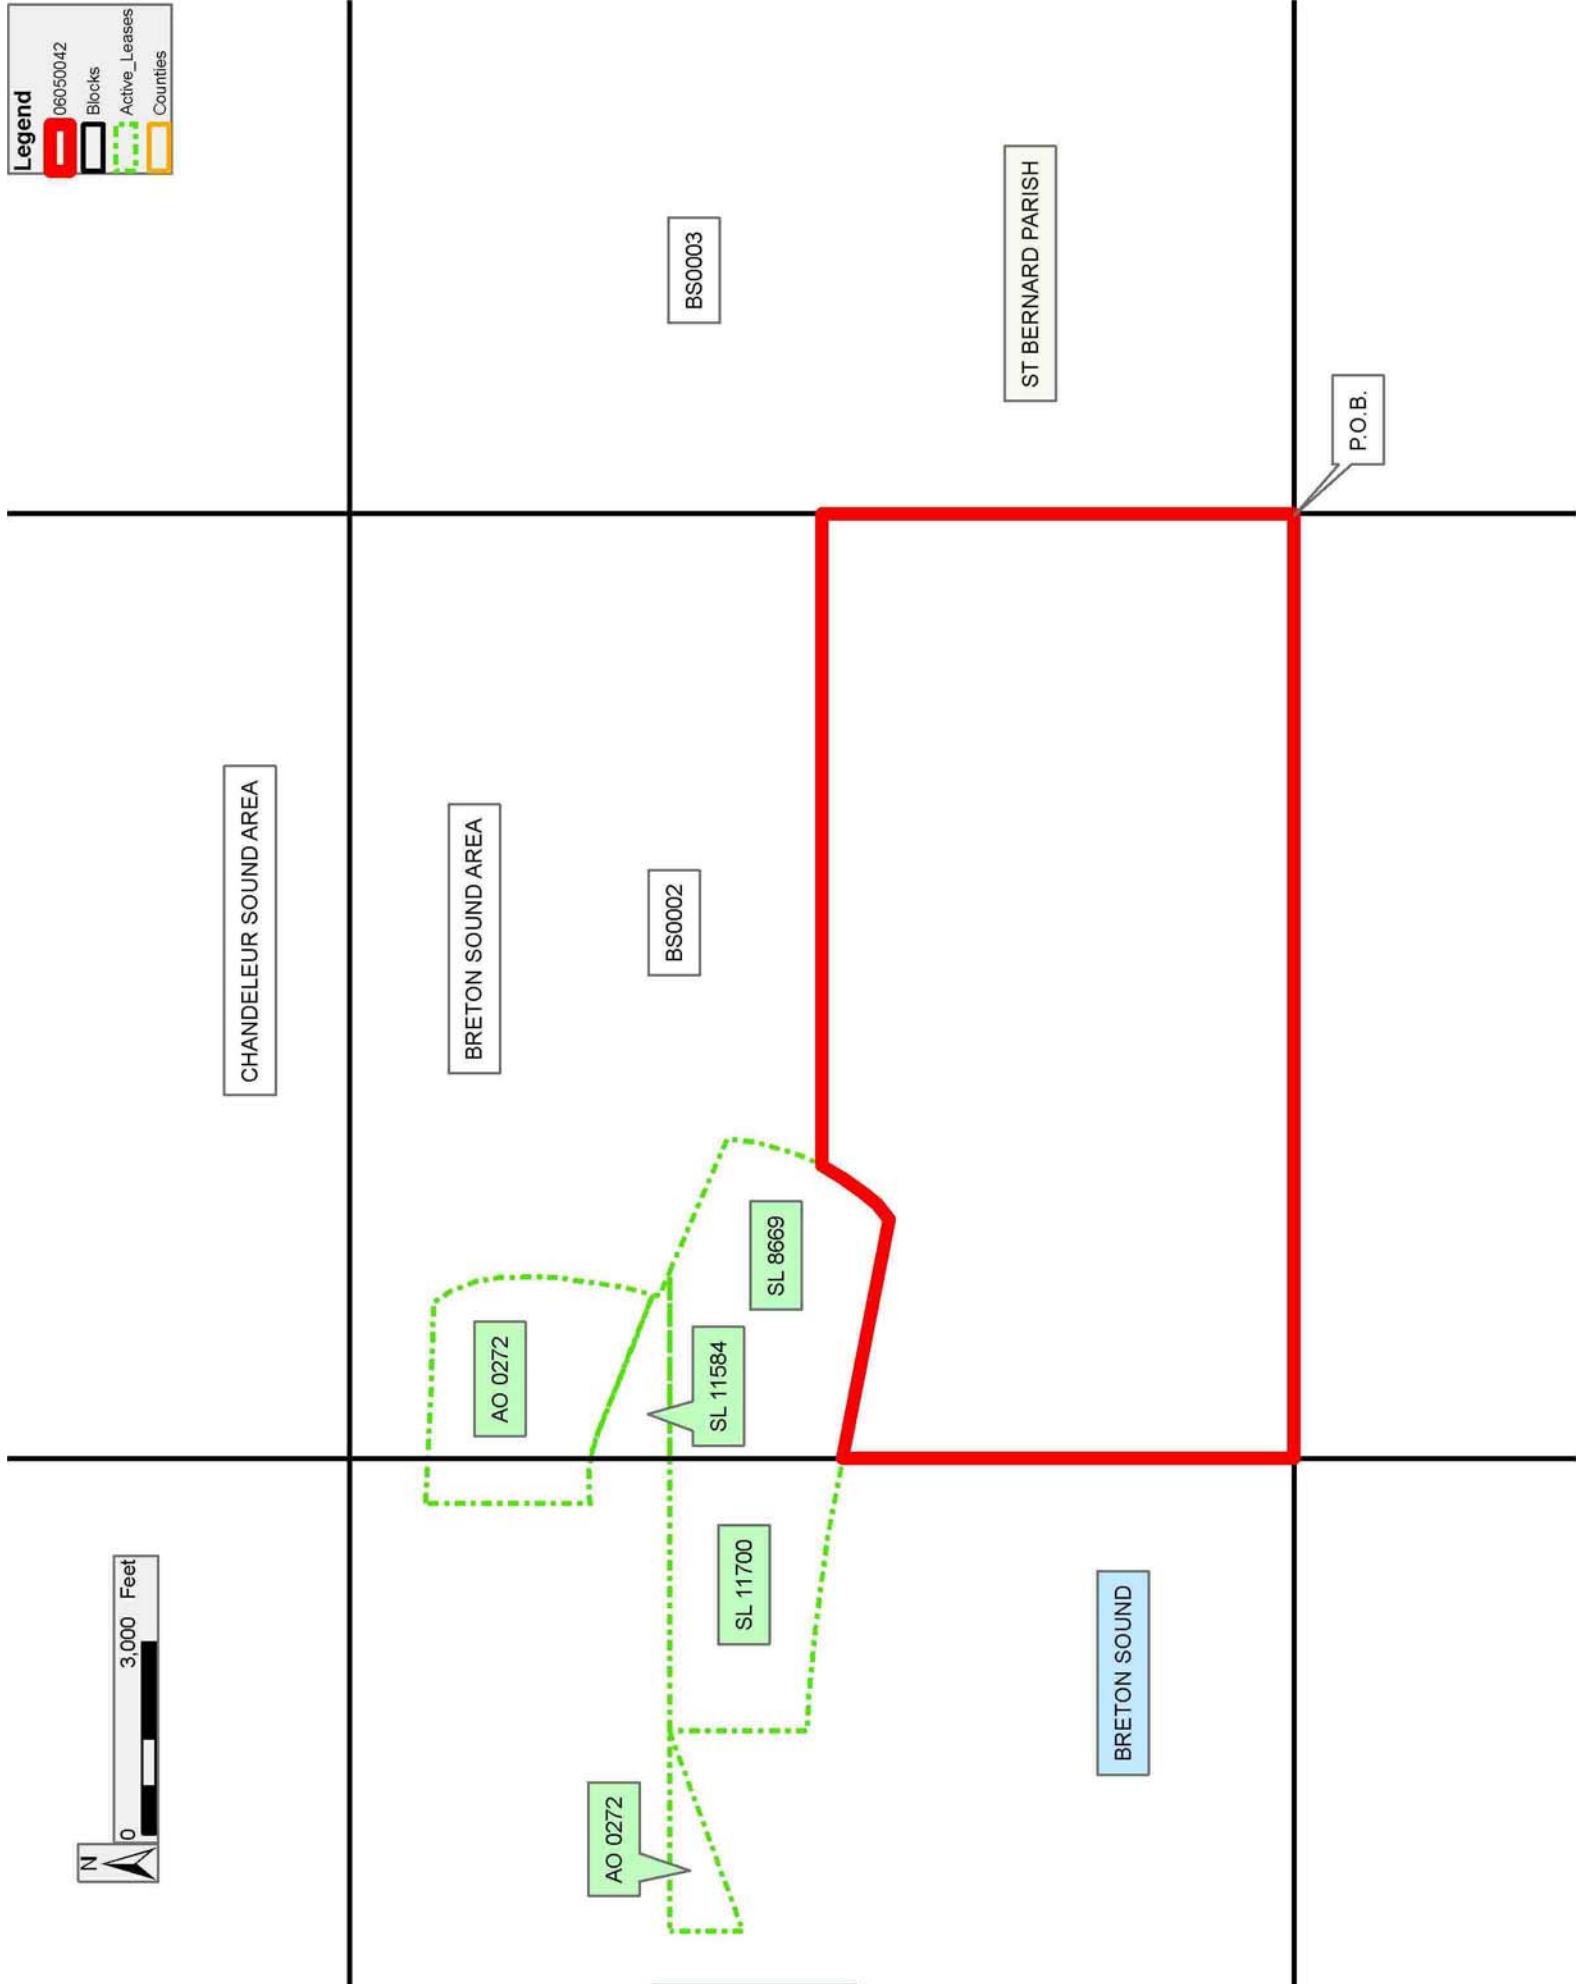 Legend
06050042
Blocks
Active_Leases
Counties
N
0 3,000 Feet
CHANDELEUR SOUND AREA
BRETON SOUND AREA
AO 0272
BS0002
BS0003
SL 11584
SL 8669
SL 11700
AO 0272
ST BERNARD PARISH
BRETON SOUND
P.O.B.